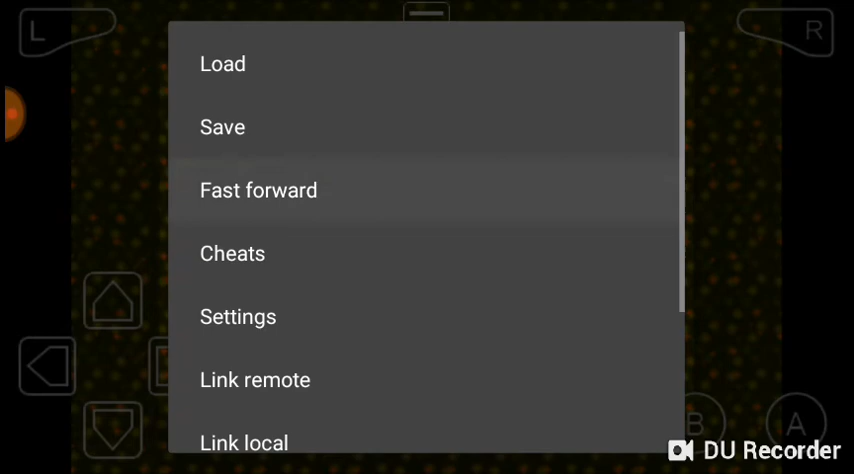 L
R
Load
Save
Fast forward
Cheats
Settings
Link remote
Link local
B
A
DU Recorder